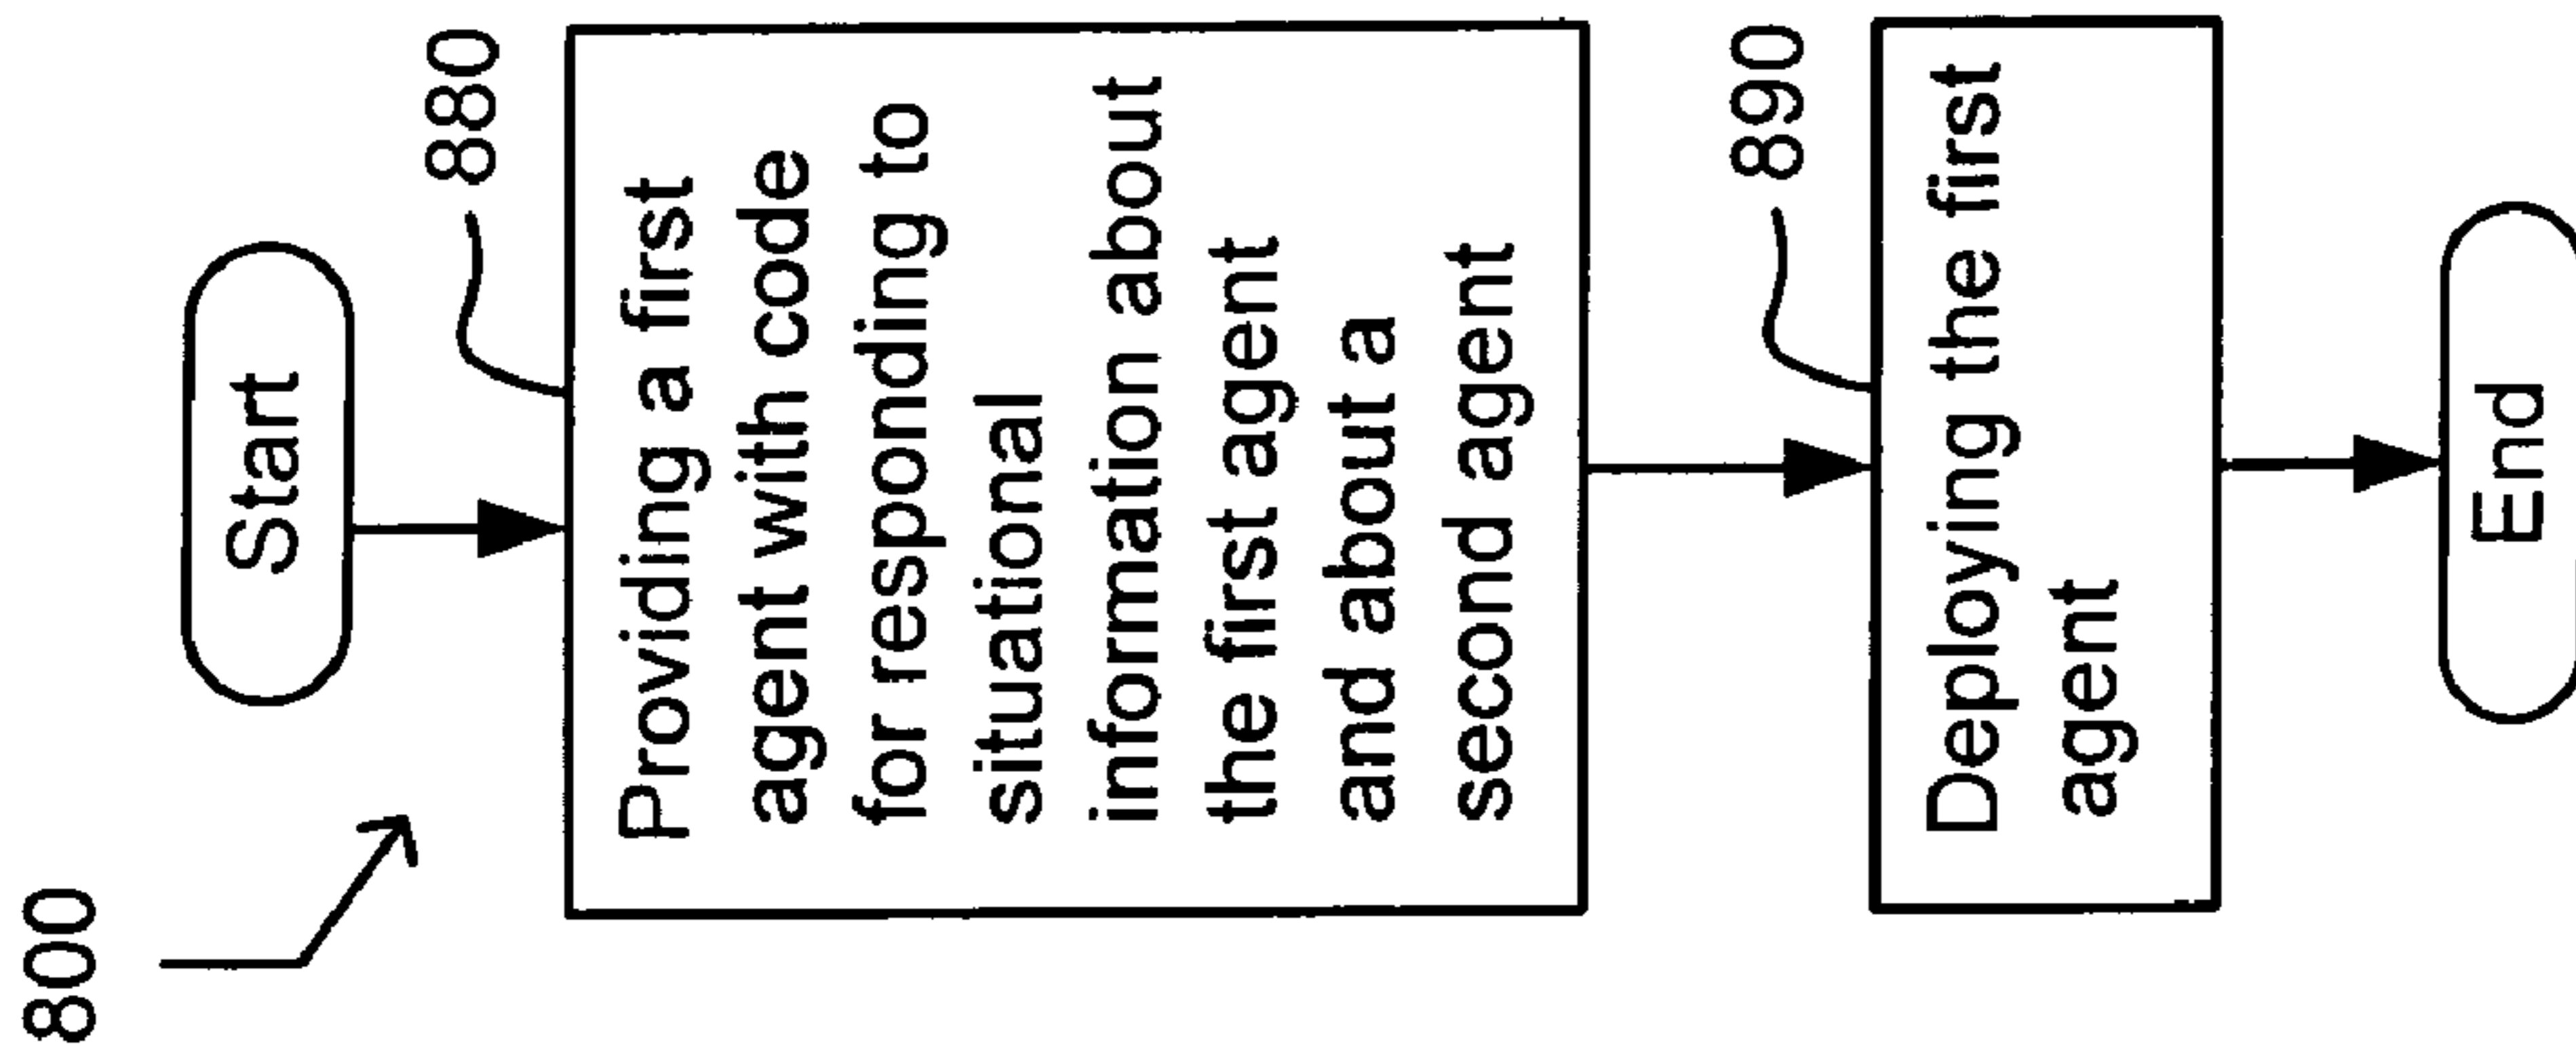 800
Start
880
Providing a first
agent with code
for responding to
situational
information about
the first agent
and about a
second agent
890
Deploying the first
agent
End